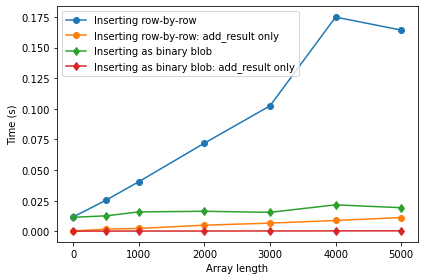 0.175
0.150
0.125
0.100
0.075
0.050
0.025
0.000
Time (s)
Inserting row-by-row
Inserting row-by-row: add_result only
Inserting as binary blob
Inserting as binary blob: add_result only
0 1000 2000 3000 4000 5000
Array length